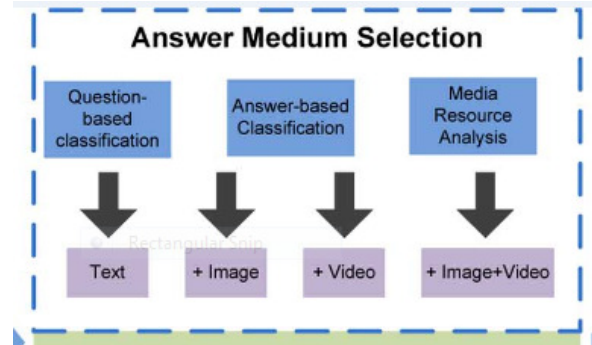 Answer Medium Selection
Question-
based
classification
Answer-based
Classification
Media
Resource
Analysis
Rectangular Snip
Text
+ Image
+ Video
+ Image+Video